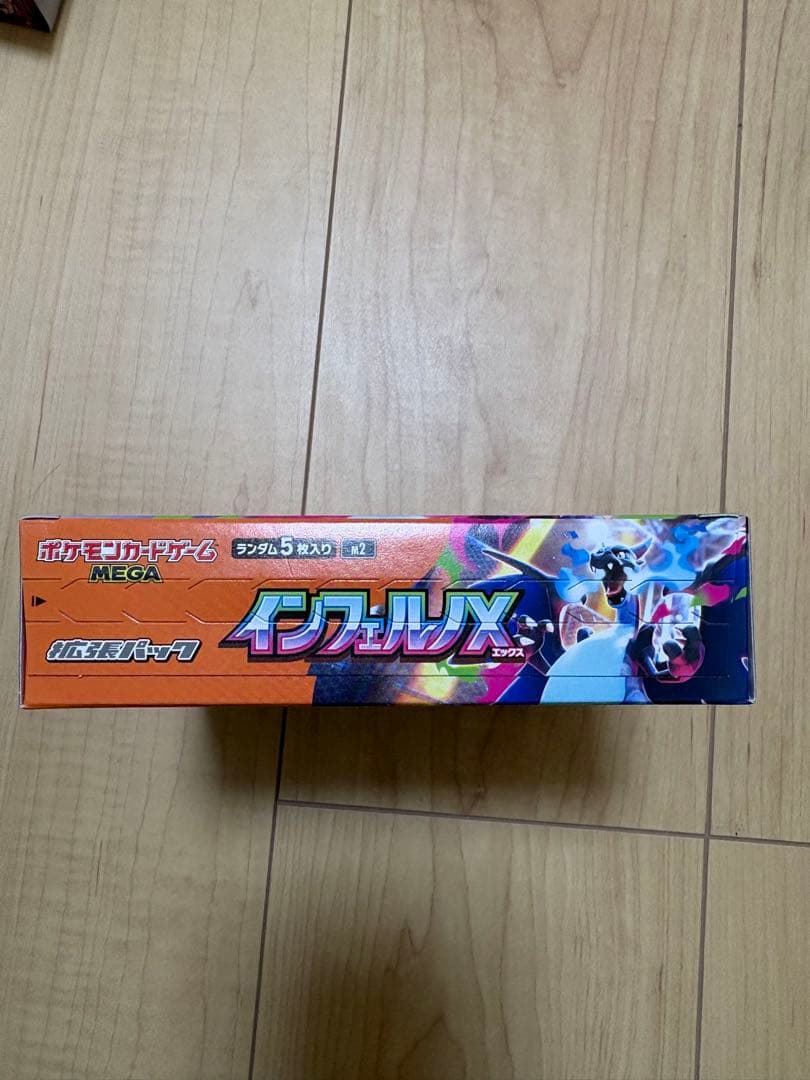 ポケモンカードゲーム
MEGA
ランダム5枚入り
M2
拡張パック
インフェルノX
エックス